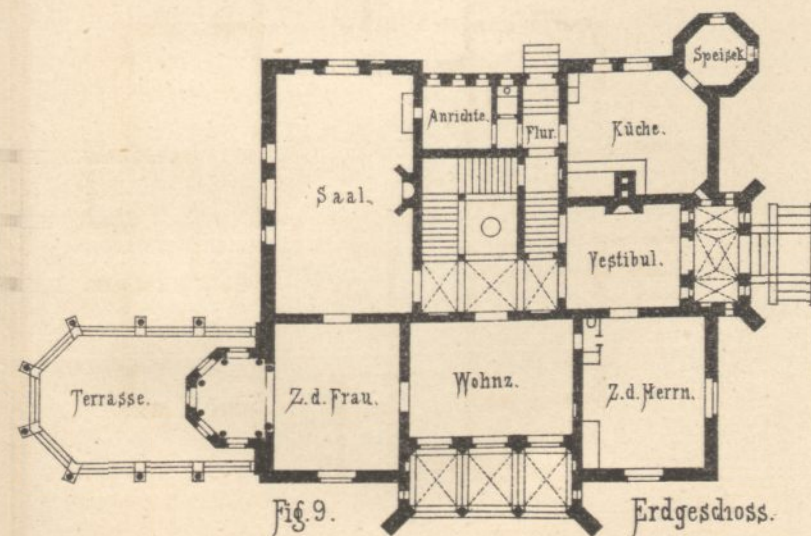 Speisek.
Anrichte.
Flur.
Küche.
Saal.
Vestibul.
Terrasse.
Z. d. Frau.
Wohnz.
Z. d. Herrn.
Fig. 9.
Erdgeschoss.